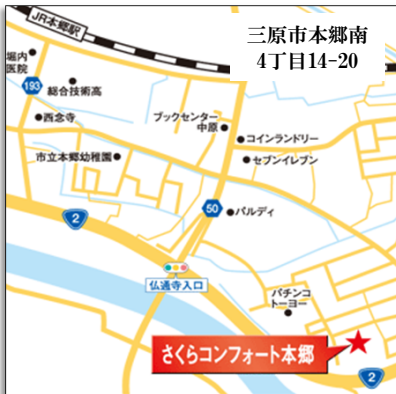 JR本郷駅
三原市本郷南
4丁目14-20
堀内
医院
193
総合技術高
西念寺
ブックセンター
中原
コインランドリー
セブンイレブン
市立本郷幼稚園
50
パルディ
2
仏通寺入口
パチンコ
トーヨー
さくらコンフォート本郷
2